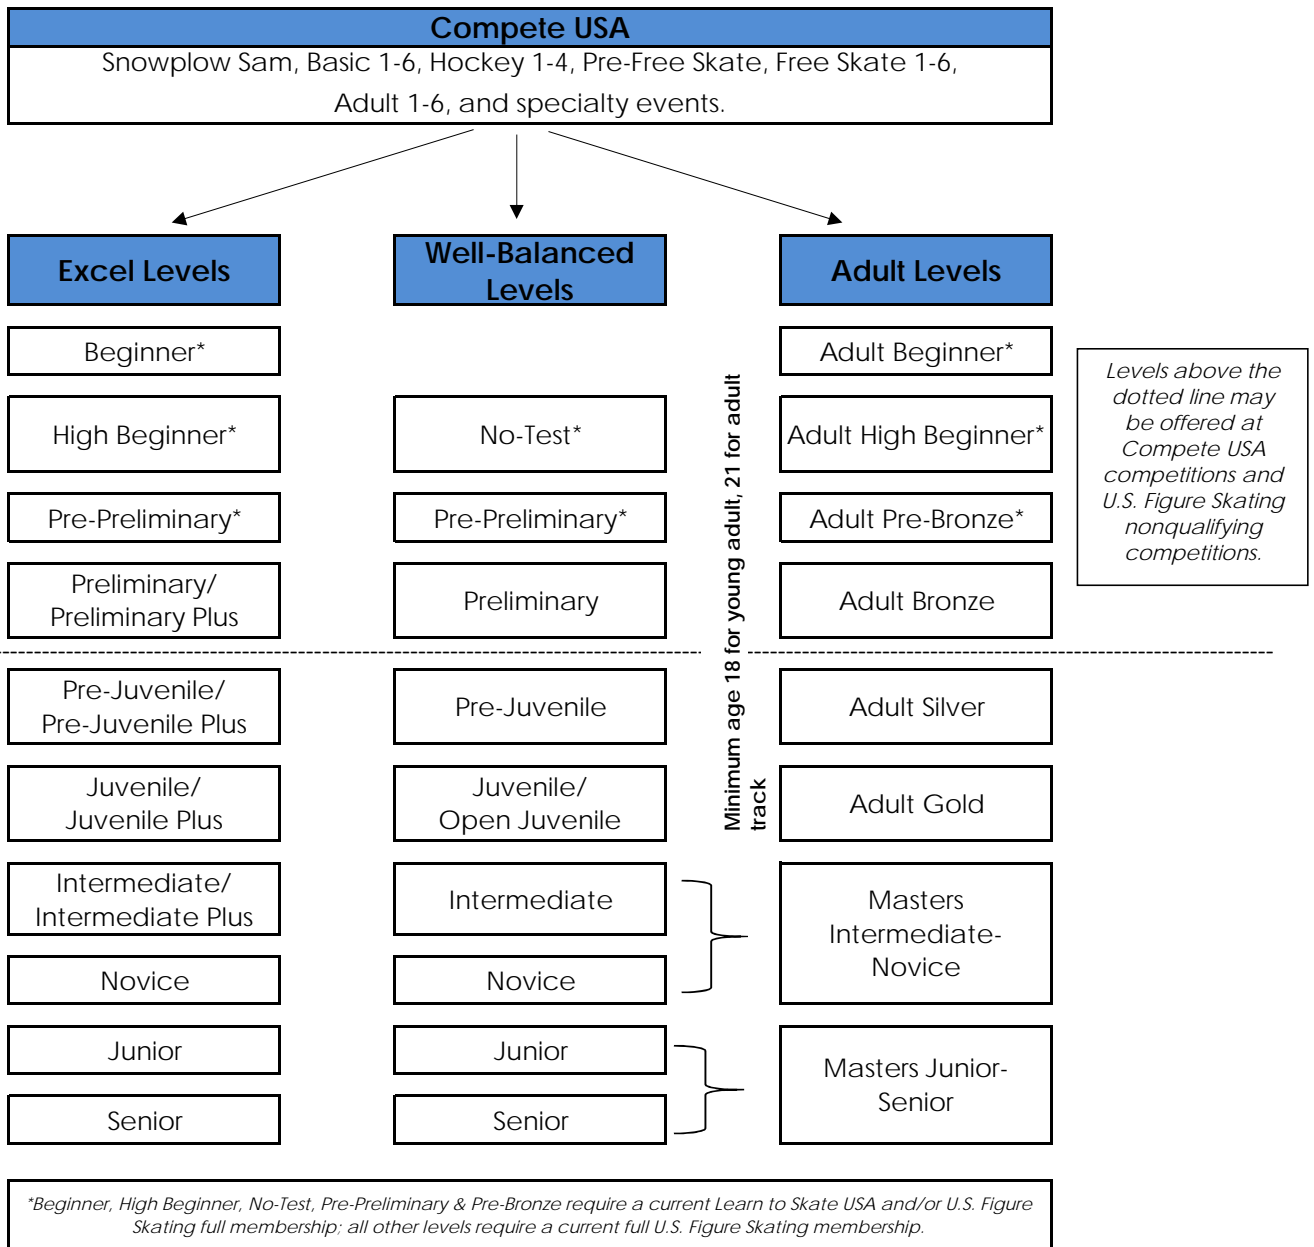 Compete USA
Snowplow Sam, Basic 1-6, Hockey 1-4, Pre-Free Skate, Free Skate 1-6,
Adult 1-6, and specialty events.
Excel Levels
Well-Balanced
Levels
Adult Levels
Beginner*
Adult Beginner*
High Beginner*
No-Test*
Adult High Beginner*
Pre-Preliminary*
Pre-Preliminary*
Adult Pre-Bronze*
Preliminary/
Preliminary Plus
Preliminary
Adult Bronze
Levels above the
dotted line may
be offered at
Compete USA
competitions and
U.S. Figure Skating
nonqualifying
competitions.
Minimum age 18 for young adult, 21 for adult
track
Pre-Juvenile/
Pre-Juvenile Plus
Pre-Juvenile
Adult Silver
Juvenile/
Juvenile Plus
Juvenile/
Open Juvenile
Adult Gold
Intermediate/
Intermediate Plus
Intermediate
Masters
Intermediate-
Novice
Novice
Novice
Junior
Junior
Masters Junior-
Senior
Senior
Senior
*Beginner, High Beginner, No-Test, Pre-Preliminary & Pre-Bronze require a current Learn to Skate USA and/or U.S. Figure
Skating full membership; all other levels require a current full U.S. Figure Skating membership.